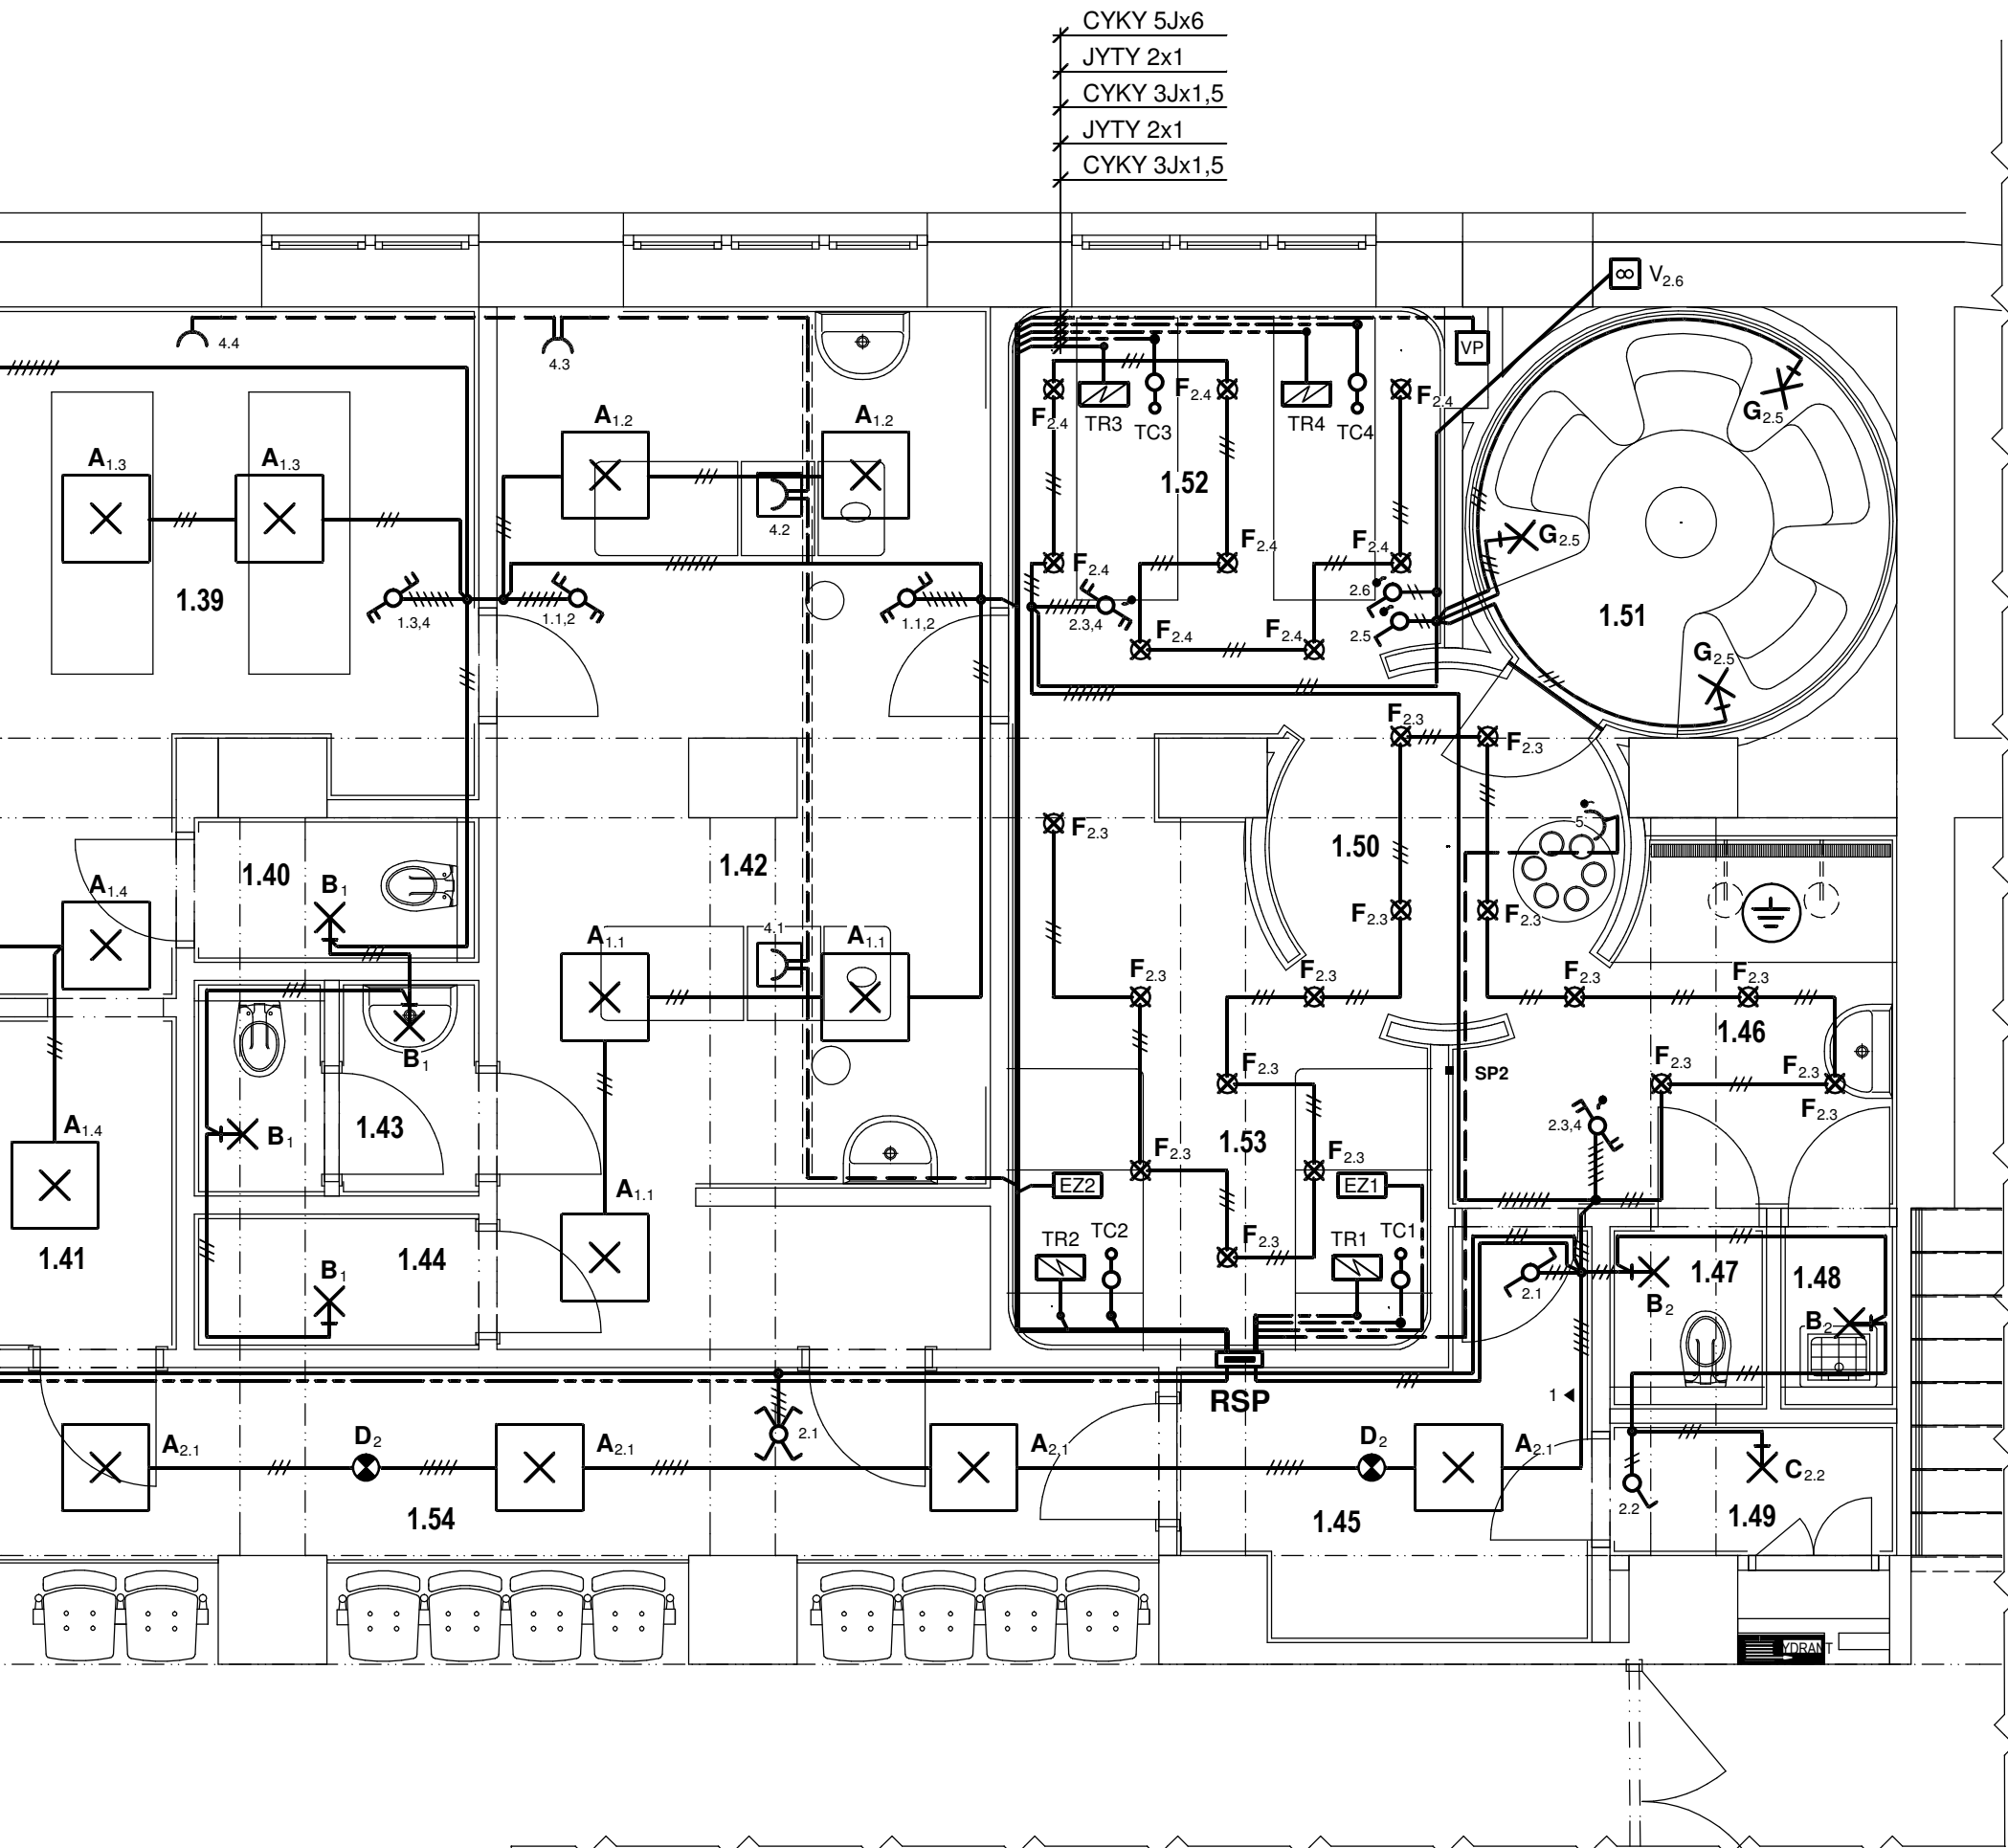 CYKY 5Jx6
JYTY 2x1
CYKY 3Jx1,5
JYTY 2x1
CYKY 3Jx1,5
∞ V2.6
4.4
4.3
VP
A1.3
A1.3
A1.2
A1.2
4.2
F2.4
TR3
TC3
F2.4
TR4
TC4
F2.4
G2.5
1.52
1.39
1.3,4
1.1,2
1.1,2
F2.4
2.3,4
F2.4
F2.4
F2.4
F2.4
2.6
2.5
G2.5
1.51
G2.5
F2.3
F2.3
F2.3
5
1.40
1.42
1.50
A1.4
B1
A1.1
4.1
A1.1
F2.3
F2.3
F2.3
F2.3
F2.3
F2.3
1.46
B1
F2.3
SP2
F2.3
F2.3
F2.3
A1.4
B1
1.43
F2.3
1.53
F2.3
2.3,4
A1.1
EZ2
EZ1
1.41
1.44
B1
TR2
TC2
F2.3
TR1
TC1
2.1
B2
1.47
1.48
B2
RSP
1
A2.1
D2
A2.1
2.1
A2.1
D2
A2.1
C2.2
2.2
1.54
1.45
1.49
YDRANT